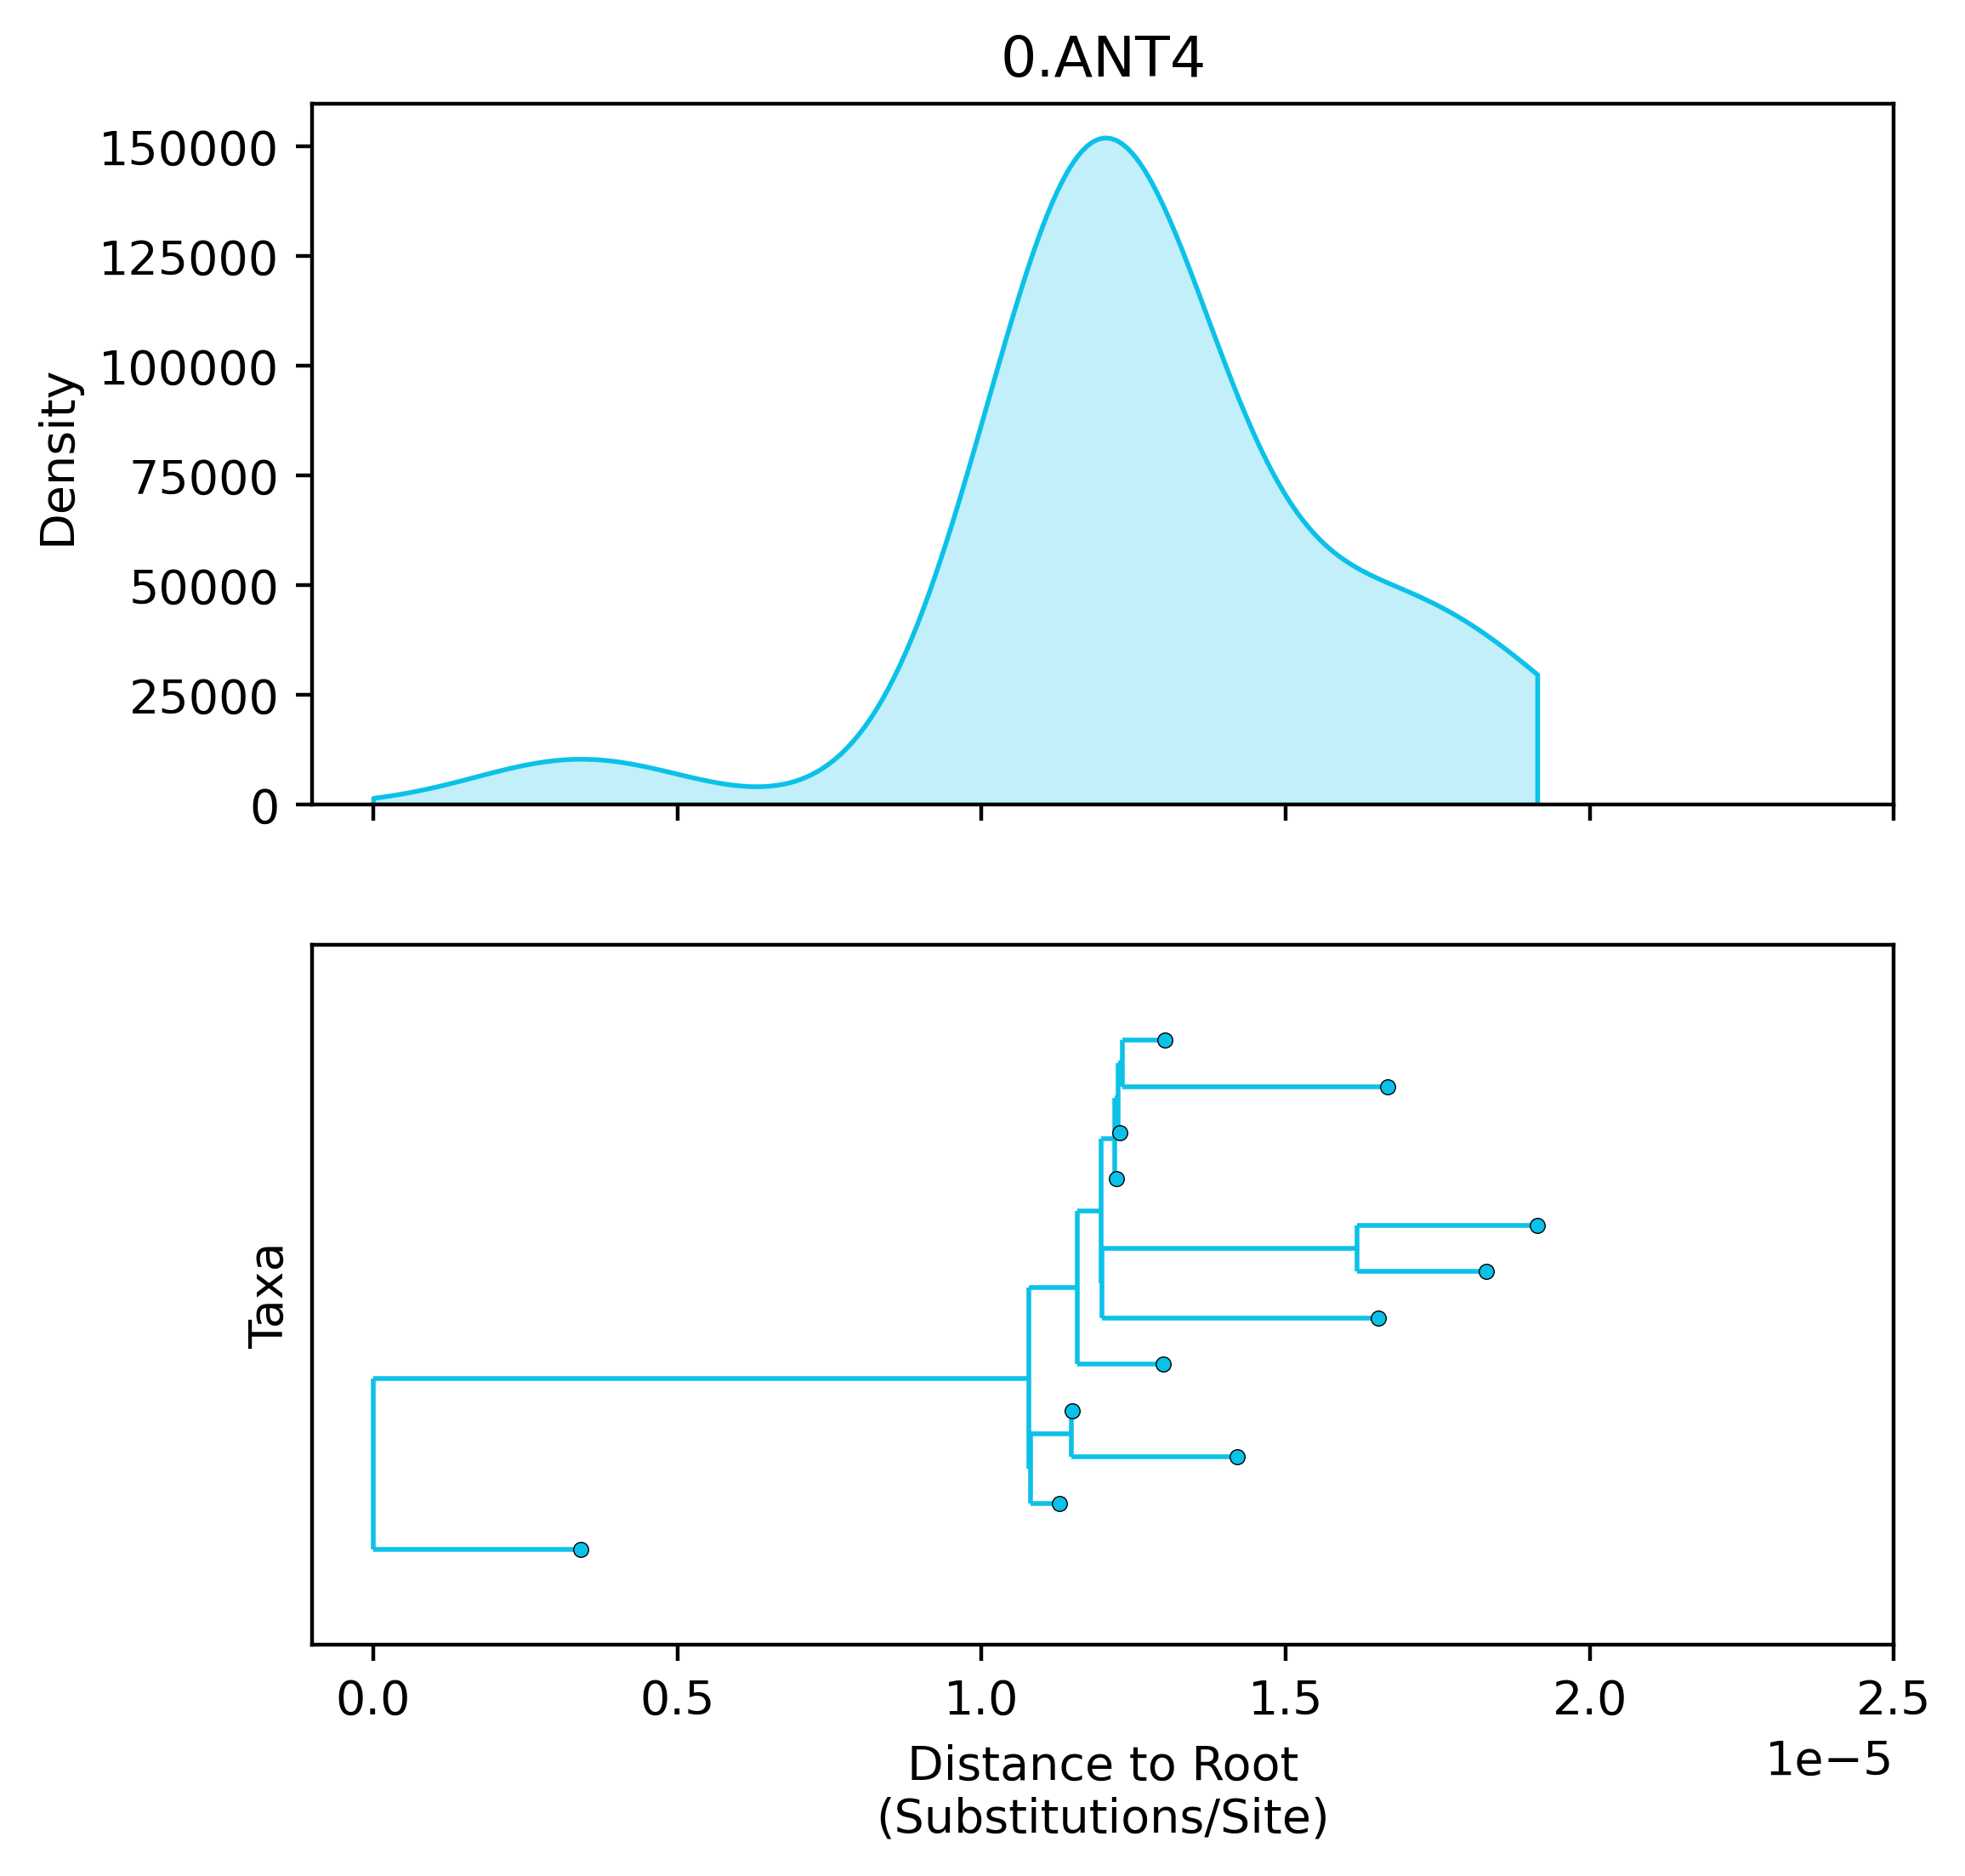 0.ANT4
150000
125000
100000
75000
50000
25000
0
Density
Taxa
0.0 0.5 1.0 1.5 2.0 2.5
1e−5
Distance to Root
(Substitutions/Site)